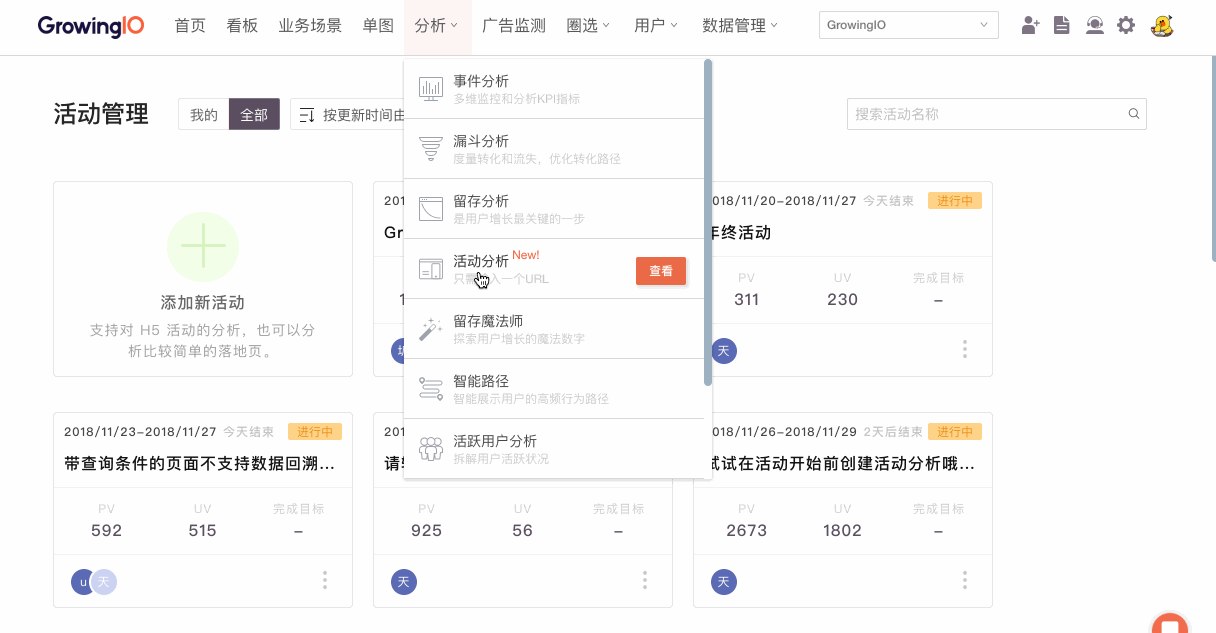 GrowingIO
首页
看板
业务场景
单图
分析
广告监测
圈选
用户
数据管理
GrowingIO
活动管理
我的
全部
按更新时间由
搜索活动名称
事件分析
多维监控和分析KPI指标
漏斗分析
度量转化和流失，优化转化路径
留存分析
是用户增长最关键的一步
活动分析 New!
只需 入一个URL
查看
留存魔法师
探索用户增长的魔法数字
智能路径
智能展示用户的高频行为路径
活跃用户分析
拆解用户活跃状况
添加新活动
支持对 H5 活动的分析，也可以分
析比较简单的落地页。
201
Gr
1
2018/11/20-2018/11/27 今天结束 进行中
年终活动
PV UV 完成目标
311 230 –
天
2018/11/23-2018/11/27 今天结束 进行中
带查询条件的页面不支持数据回溯...
PV UV 完成目标
592 515 –
u 天
201
请
PV UV 完成目标
925 56 –
天
2018/11/26-2018/11/29 2天后结束 进行中
试试在活动开始前创建活动分析哦...
PV UV 完成目标
2673 1802 –
天